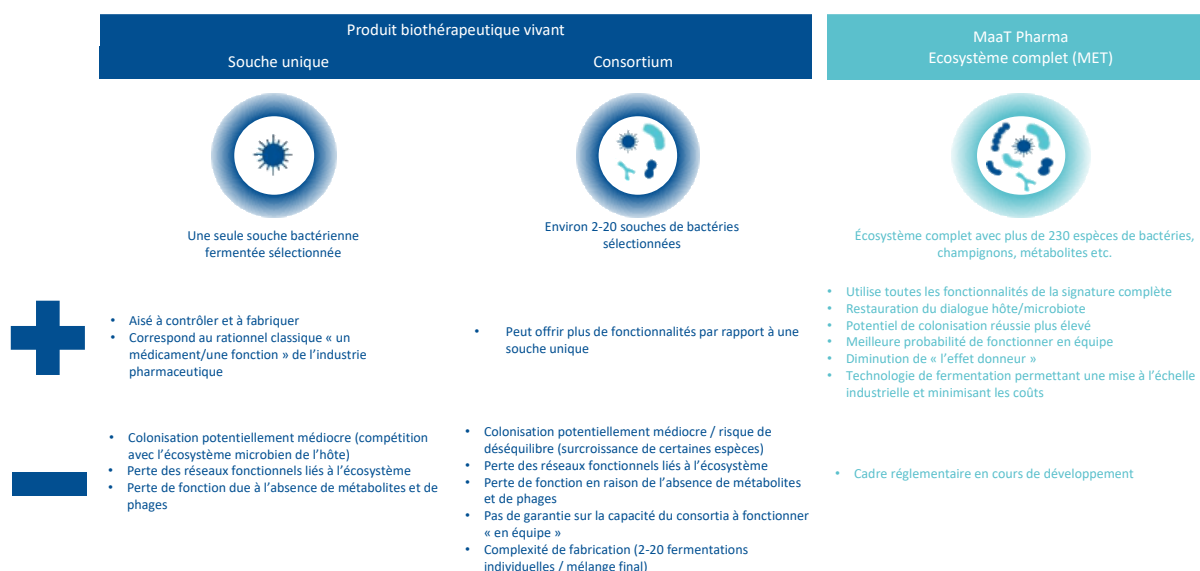 Produit biothérapeutique vivant
Souche unique
Consortium
MaaT Pharma
Ecosystème complet (MET)
Une seule souche bactérienne
fermentée sélectionnée
Environ 2-20 souches de bactéries
sélectionnées
Écosystème complet avec plus de 230 espèces de bactéries,
champignons, métabolites etc.
• Aisé à contrôler et à fabriquer
• Correspond au rationnel classique « un
médicament/une fonction » de l’industrie
pharmaceutique
• Peut offrir plus de fonctionnalités par rapport à une
souche unique
• Utilise toutes les fonctionnalités de la signature complète
• Restauration du dialogue hôte/microbiote
• Potentiel de colonisation réussie plus élevé
• Meilleure probabilité de fonctionner en équipe
• Diminution de « l’effet donneur »
• Technologie de fermentation permettant une mise à l’échelle
industrielle et minimisant les coûts
• Colonisation potentiellement médiocre (compétition
avec l’écosystème microbien de l’hôte)
• Perte des réseaux fonctionnels liés à l’écosystème
• Perte de fonction due à l’absence de métabolites et de
phages
• Colonisation potentiellement médiocre / risque de
déséquilibre (surcroissance de certaines espèces)
• Perte des réseaux fonctionnels liés à l’écosystème
• Perte de fonction en raison de l’absence de métabolites
et de phages
• Pas de garantie sur la capacité du consortia à fonctionner
« en équipe »
• Complexité de fabrication (2-20 fermentations
individuelles / mélange final)
• Cadre réglementaire en cours de développement